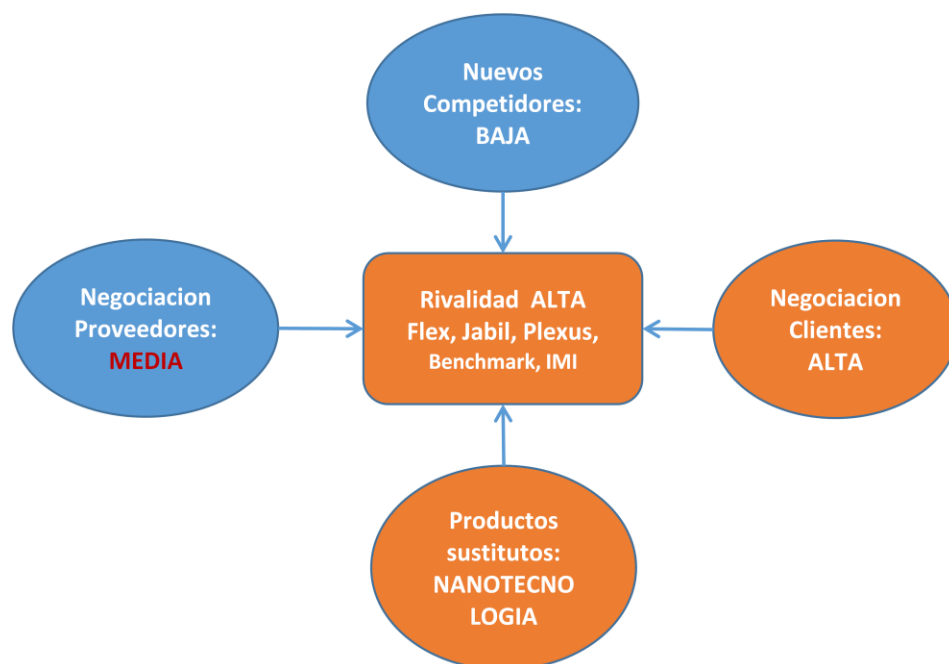 Nuevos
Competidores:
BAJA
Negociacion
Proveedores:
MEDIA
Rivalidad ALTA
Flex, Jabil, Plexus,
Benchmark, IMI
Negociacion
Clientes:
ALTA
Productos
sustitutos:
NANOTECNO
LOGIA